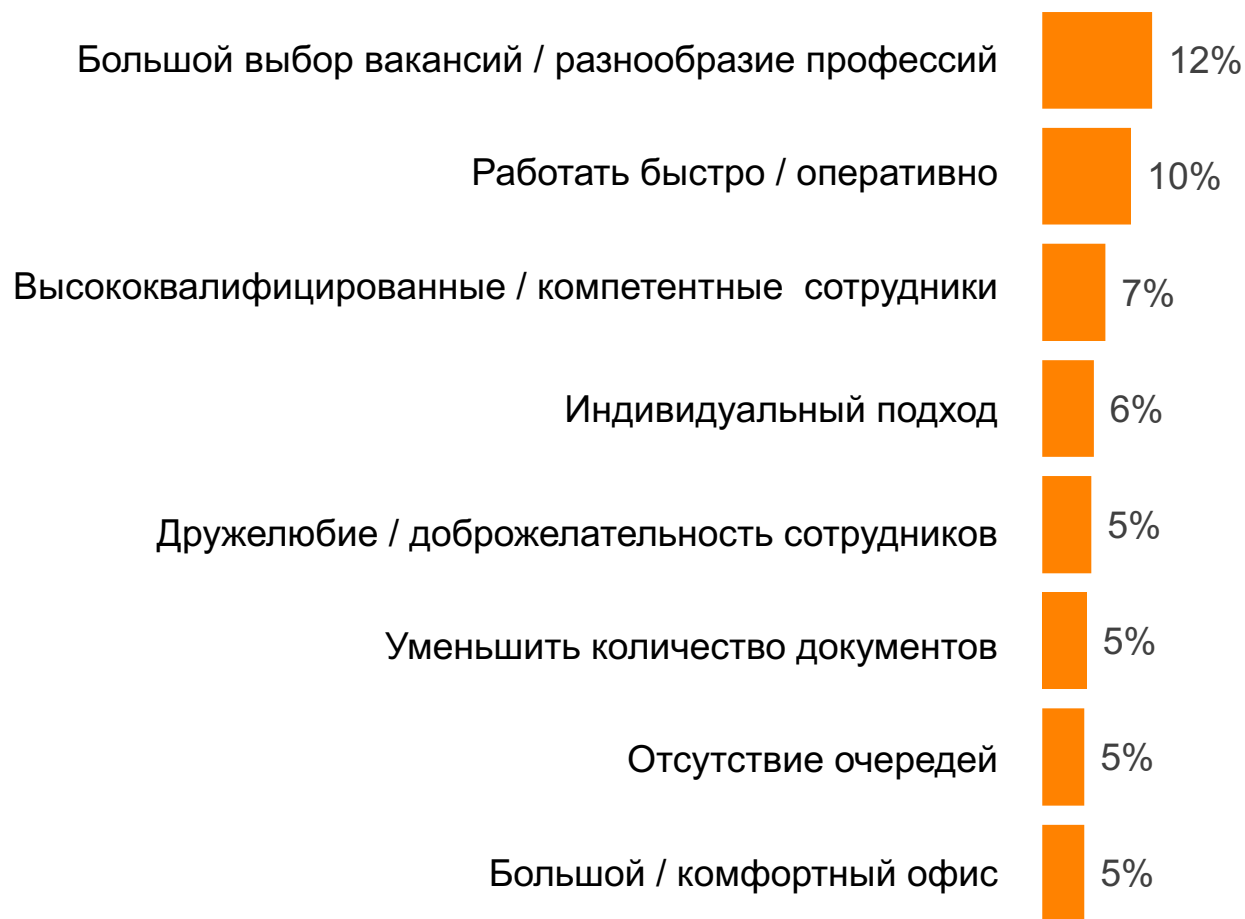 Большой выбор вакансий / разнообразие профессий 12%
Работать быстро / оперативно 10%
Высококвалифицированные / компетентные  сотрудники 7%
Индивидуальный подход 6%
Дружелюбие / доброжелательность сотрудников 5%
Уменьшить количество документов 5%
Отсутствие очередей 5%
Большой / комфортный офис 5%